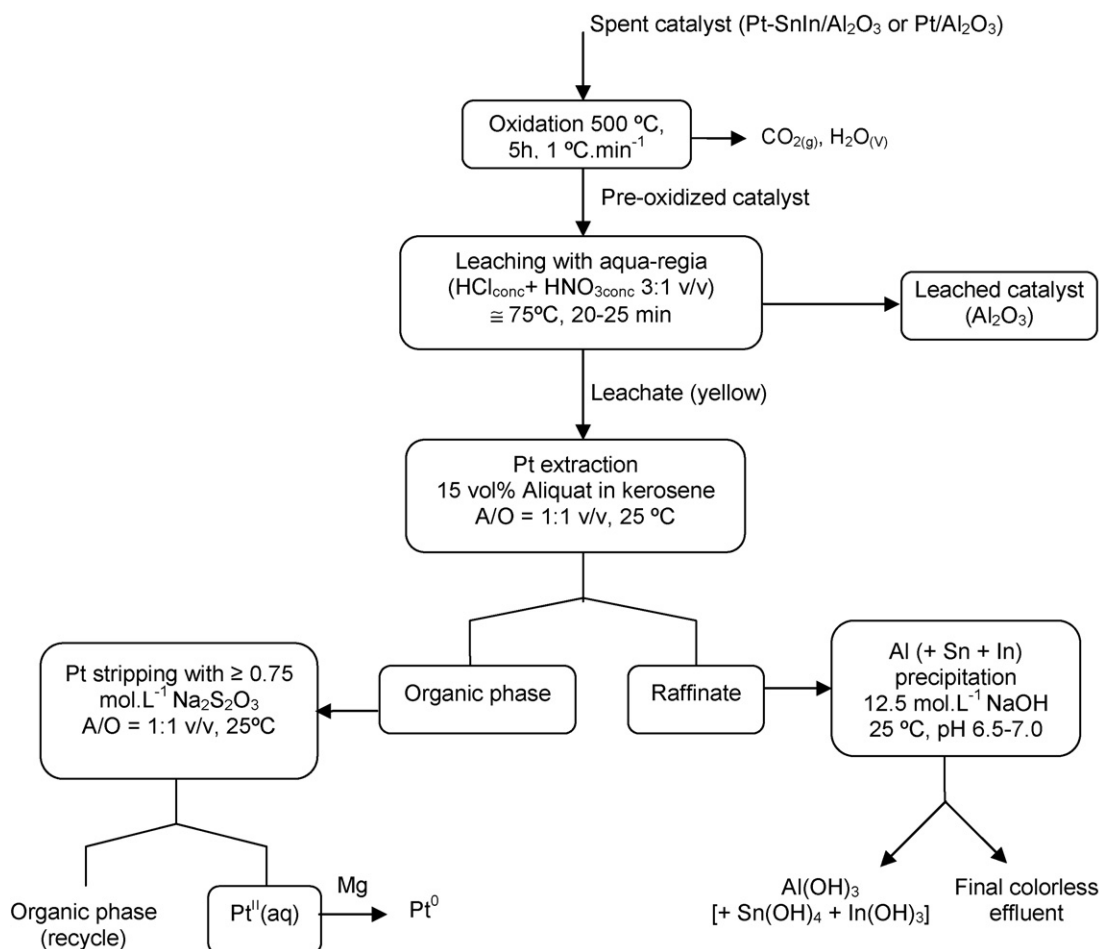 Spent catalyst (Pt-SnIn/Al₂O₃ or Pt/Al₂O₃)
Oxidation 500 ºC,
5h, 1 ºC.min⁻¹
CO₂₍g₎, H₂O₍V₎
Pre-oxidized catalyst
Leaching with aqua-regia
(HCl_conc+ HNO₃conc 3:1 v/v)
≅ 75ºC, 20-25 min
Leached catalyst
(Al₂O₃)
Leachate (yellow)
Pt extraction
15 vol% Aliquat in kerosene
A/O = 1:1 v/v, 25 ºC
Pt stripping with ≥ 0.75
mol.L⁻¹ Na₂S₂O₃
A/O = 1:1 v/v, 25ºC
Organic phase
Raffinate
Al (+ Sn + In)
precipitation
12.5 mol.L⁻¹ NaOH
25 ºC, pH 6.5-7.0
Organic phase
(recycle)
Ptᴵᴵ(aq)
Mg
Pt⁰
Al(OH)₃
[+ Sn(OH)₄ + In(OH)₃]
Final colorless
effluent